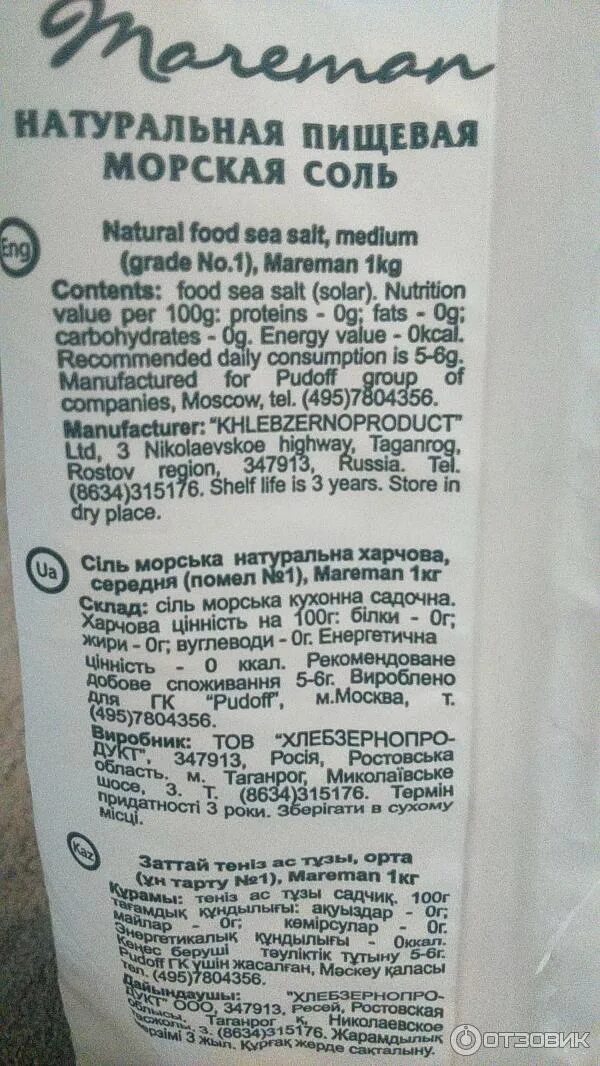 Mareman
НАТУРАЛЬНАЯ ПИЩЕВАЯ
МОРСКАЯ СОЛЬ
Eng
Natural food sea salt, medium
(grade No.1), Mareman 1kg
Contents: food sea salt (solar). Nutrition
value per 100g: proteins - 0g; fats - 0g;
carbohydrates - 0g. Energy value - 0kcal.
Recommended daily consumption is 5-6g.
Manufactured for Pudoff group of
companies, Moscow, tel. (495)7804356.
Manufacturer: "KHLEBZERNOPRODUCT"
Ltd, 3 Nikolaevskoe highway, Taganrog,
Rostov region, 347913, Russia. Tel.
(8634)315176. Shelf life is 3 years. Store in
dry place.
Ua
Сіль морська натуральна харчова,
середня (помел №1), Mareman 1кг
Склад: сіль морська кухонна садочна.
Харчова цінність на 100г: білки - 0г;
жири - 0г; вуглеводи - 0г. Енергетична
цінність - 0 ккал. Рекомендоване
добове споживання 5-6г. Вироблено
для ГК "Pudoff", м.Москва, т.
(495)7804356.
Виробник: ТОВ "ХЛЕБЗЕРНОПРО-
ДУКТ", 347913, Росія, Ростовська
область. м. Таганрог, Миколаївське
шосе, 3. Т. (8634)315176. Термін
придатності 3 роки. Зберігати в сухому
місці.
Kaz
Заттай теңіз ас тұзы, орта
(ұн тарту №1), Mareman 1кг
Құрамы: теңіз ас тұзы садчик. 100г
тағамдық құндылығы: ақуыздар - 0г;
майлар - 0г; көмірсулар - 0г.
Энергетикалық құндылығы - 0ккал.
Кеңес беруші тәуліктік тұтыну 5-6г.
Pudoff ГК үшін жасалған, Мәскеу қаласы
тел. (495)7804356.
Дайындаушы: "ХЛЕБЗЕРНОПРО-
ДУКТ" ООО, 347913, Ресей, Ростовская
облысы, Таганрог қ, Николаевское
тасжолы, 3. (8634)315176. Жарамдылық
мерзімі 3 жыл. Құрғақ жерде сақталыну.
ОТЗОВИК